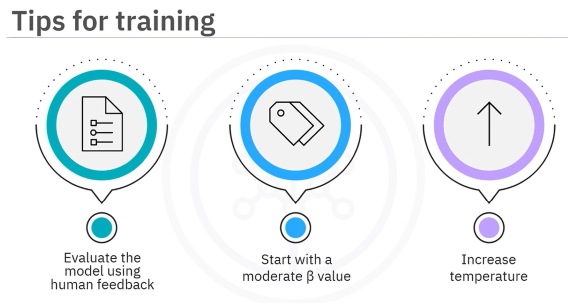 Tips for training
Evaluate the
model using
human feedback
Start with a
moderate β value
Increase
temperature